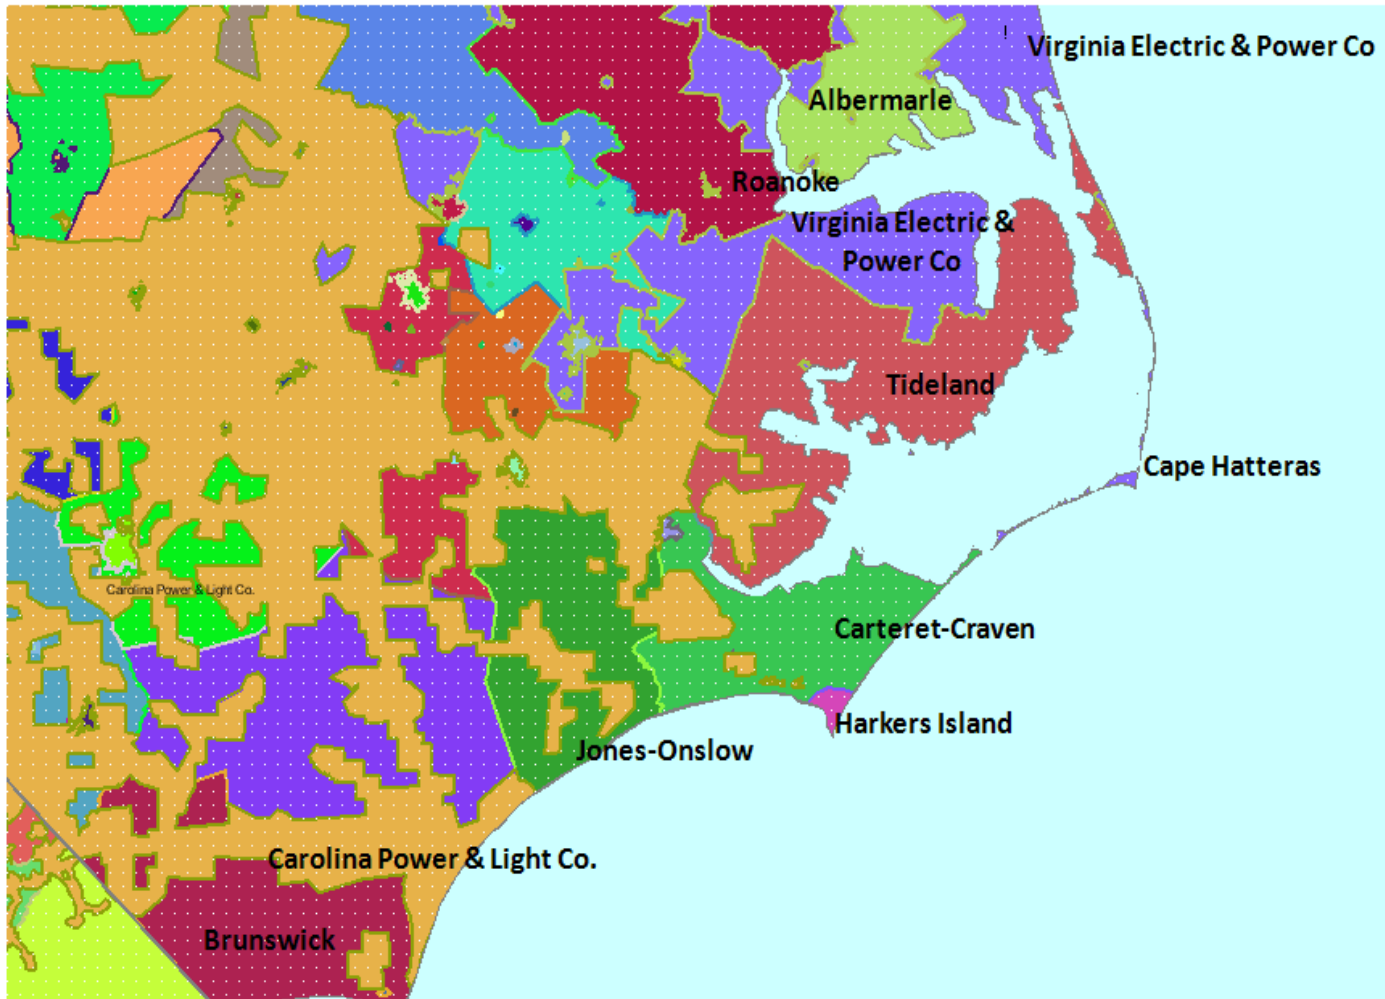 Virginia Electric & Power Co
Albermarle
Roanoke
Virginia Electric &
Power Co
Tideland
Cape Hatteras
Carolina Power & Light Co.
Carteret-Craven
Harkers Island
Jones-Onslow
Carolina Power & Light Co.
Brunswick